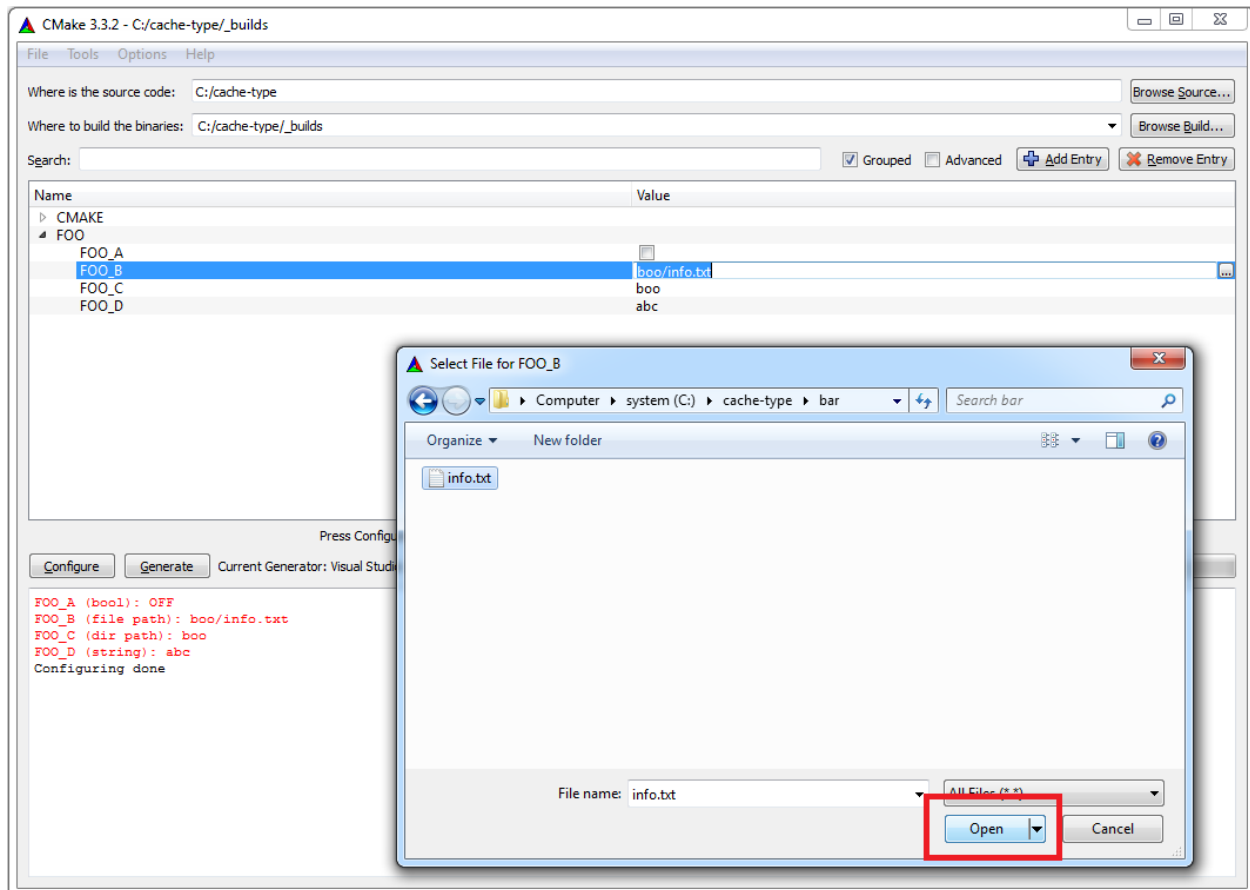 CMake 3.3.2 - C:/cache-type/_builds
File Tools Options Help
Where is the source code: C:/cache-type Browse Source...
Where to build the binaries: C:/cache-type/_builds Browse Build...
Search: Grouped Advanced Add Entry Remove Entry
Name Value
CMAKE
FOO
FOO_A
FOO_B boo/info.txt ...
FOO_C boo
FOO_D abc
Press Configu
Configure Generate Current Generator: Visual Studi
FOO_A (bool): OFF
FOO_B (file path): boo/info.txt
FOO_C (dir path): boo
FOO_D (string): abc
Configuring done
Select File for FOO_B
Computer system (C:) cache-type bar Search bar
Organize New folder
info.txt
File name: info.txt All Files (*.*)
Open Cancel